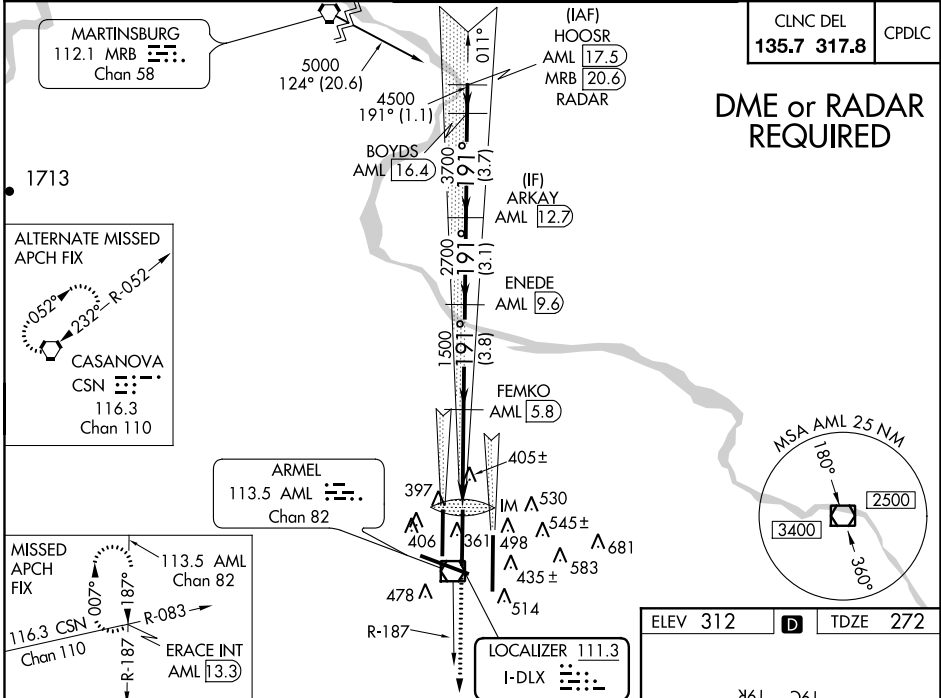 MARTINSBURG
112.1 MRB
Chan 58
5000
124° (20.6)
4500
191° (1.1)
011°
(IAF)
HOOSR
AML 17.5
MRB 20.6
RADAR
CLNC DEL
135.7 317.8
CPDLC
DME or RADAR
REQUIRED
BOYDS
AML 16.4
3700
191°
(3.7)
1713
(IF)
ARKAY
AML 12.7
ALTERNATE MISSED
APCH FIX
052°
232°
R-052
CASANOVA
CSN
116.3
Chan 110
2700
191°
(3.1)
ENEDE
AML 9.6
1500
191°
(3.8)
FEMKO
AML 5.8
MSA AML 25 NM
180°
2500
3400
360°
ARMEL
113.5 AML
Chan 82
405±
397
IM
530
406
361
498
545±
681
583
435±
478
514
MISSED
APCH
FIX
113.5 AML
Chan 82
007°
187°
R-083
116.3 CSN
Chan 110
R-187
ERACE INT
AML 13.3
R-187
LOCALIZER 111.3
I-DLX
ELEV 312
D
TDZE 272
19C
19R